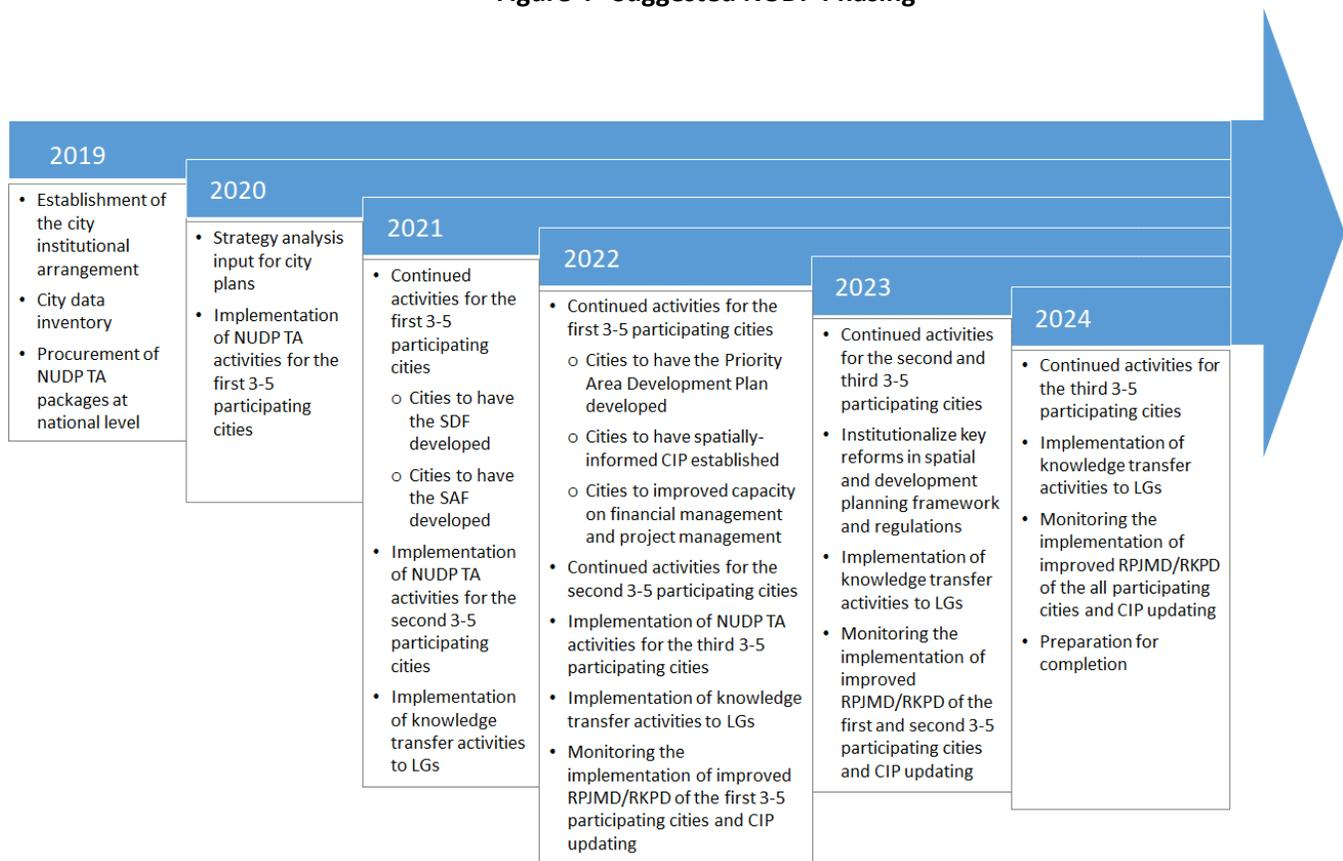 Figure 1 Suggested NUDP Phasing
2019
• Establishment of
the city
institutional
arrangement
• City data
inventory
• Procurement of
NUDP TA
packages at
national level
2020
• Strategy analysis
input for city
plans
• Implementation
of NUDP TA
activities for the
first 3-5
participating
cities
2021
• Continued
activities for the
first 3-5
participating
cities
o Cities to have
the SDF
developed
o Cities to have
the SAF
developed
• Implementation
of NUDP TA
activities for the
second 3-5
participating
cities
• Implementation
of knowledge
transfer activities
to LGs
2022
• Continued activities for the
first 3-5 participating cities
o Cities to have the Priority
Area Development Plan
developed
o Cities to have spatially-
informed CIP established
o Cities to improved capacity
on financial management
and project management
• Continued activities for the
second 3-5 participating cities
• Implementation of NUDP TA
activities for the third 3-5
participating cities
• Implementation of knowledge
transfer activities to LGs
• Monitoring the
implementation of improved
RPJMD/RKPD of the first 3-5
participating cities and CIP
updating
2023
• Continued activities
for the second and
third 3-5
participating cities
• Institutionalize key
reforms in spatial
and development
planning framework
and regulations
• Implementation of
knowledge transfer
activities to LGs
• Monitoring the
implementation of
improved
RPJMD/RKPD of the
first and second 3-5
participating cities
and CIP updating
2024
• Continued activities for
the third 3-5
participating cities
• Implementation of
knowledge transfer
activities to LGs
• Monitoring the
implementation of
improved RPJMD/RKPD
of the all participating
cities and CIP updating
• Preparation for
completion